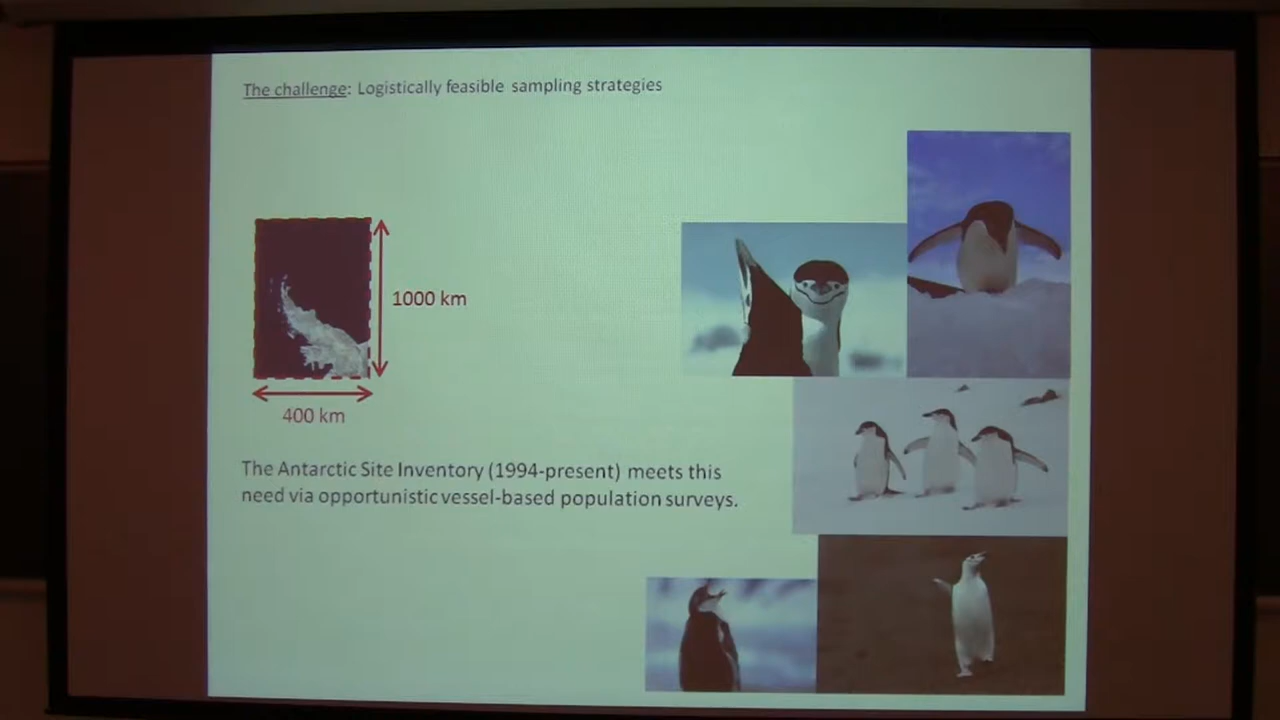 The challenge: Logistically feasible sampling strategies
1000 km
400 km
The Antarctic Site Inventory (1994-present) meets this
need via opportunistic vessel-based population surveys.